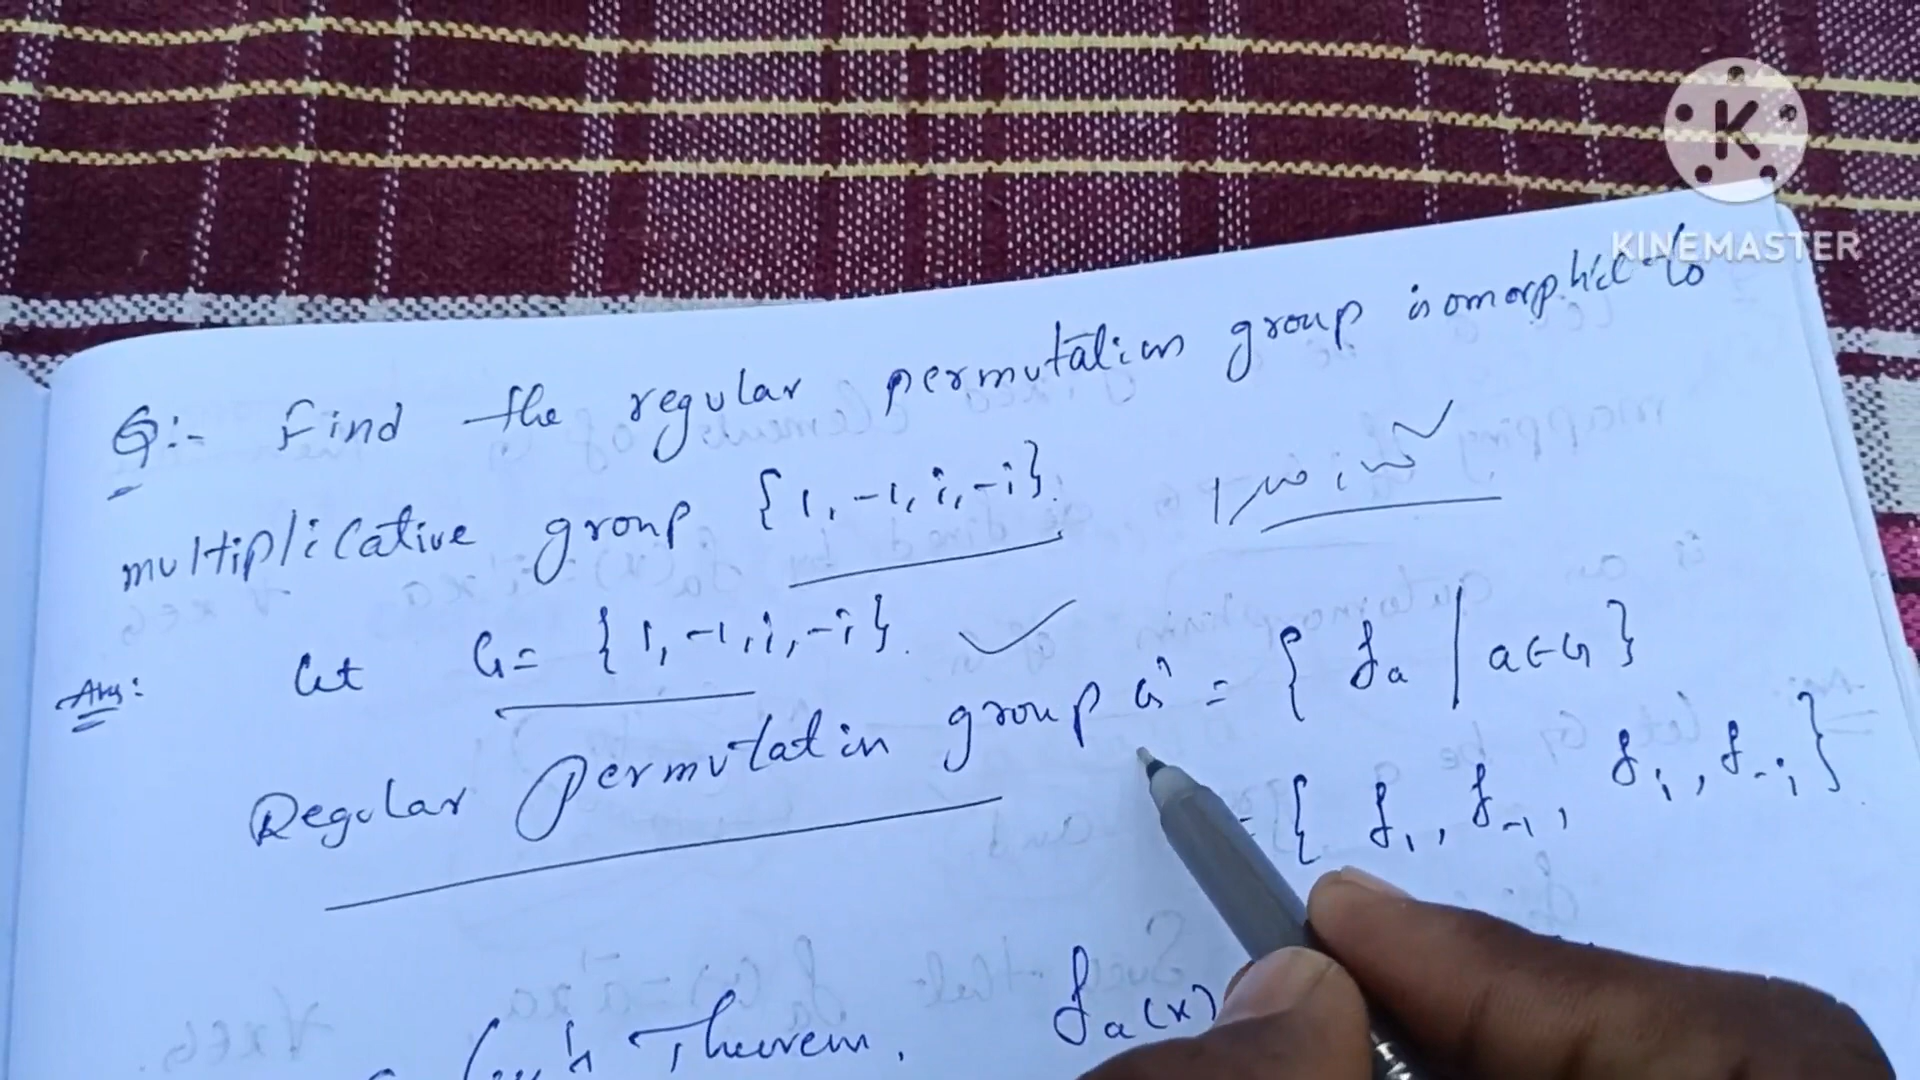 K
KINEMASTER
Q:- Find the regular permutation group isomorphic to
multiplicative group {1, -1, i, -i}.
Ans: let G = {1, -1, i, -i}.
Regular permutatin group G' = { fa | a∈G }
= { f1, f-1, fi, f-i }
Theorem. fa(x)